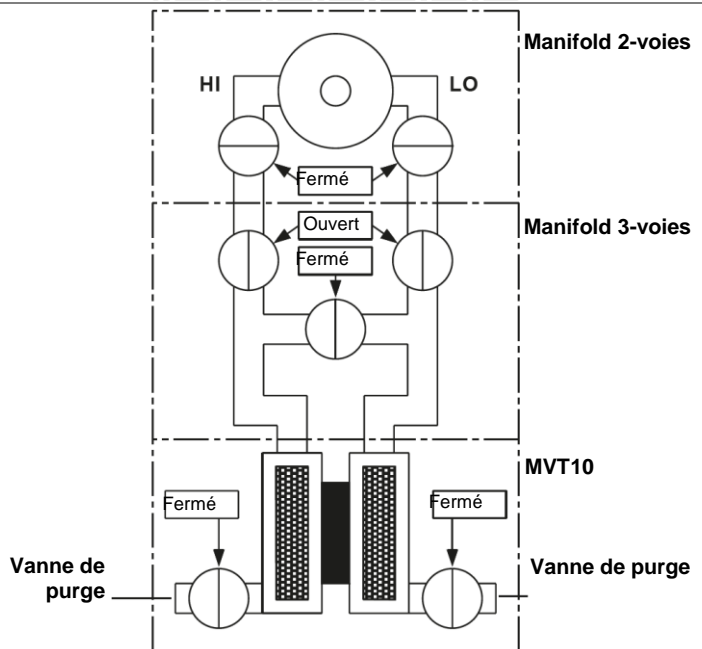 Manifold 2-voies
HI
LO
Fermé
Ouvert
Manifold 3-voies
Fermé
MVT10
Fermé
Fermé
Vanne de
purge
Vanne de purge